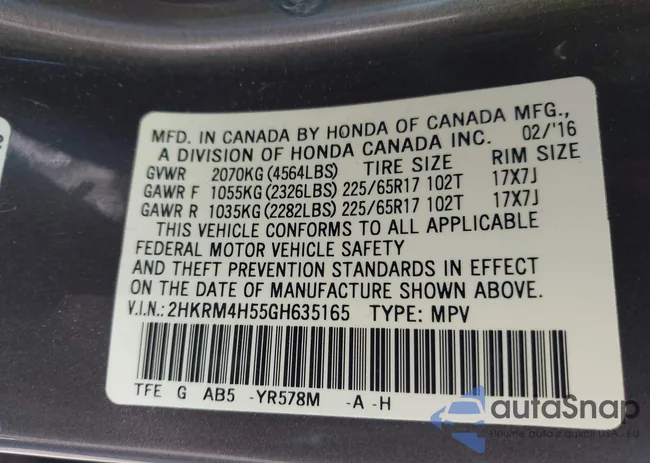 MFD. IN CANADA BY HONDA OF CANADA MFG.,
A DIVISION OF HONDA CANADA INC. 02/'16
GVWR 2070KG(4564LBS) TIRE SIZE RIM SIZE
GAWR F 1055KG(2326LBS) 225/65R17 102T 17X7J
GAWR R 1035KG(2282LBS) 225/65R17 102T 17X7J
THIS VEHICLE CONFORMS TO ALL APPLICABLE
FEDERAL MOTOR VEHICLE SAFETY
AND THEFT PREVENTION STANDARDS IN EFFECT
ON THE DATE OF MANUFACTURE SHOWN ABOVE.
V.I.N.: 2HKRM4H55GH635165 TYPE: MPV
TFE G AB5 -YR578M -A -H
autaSnap